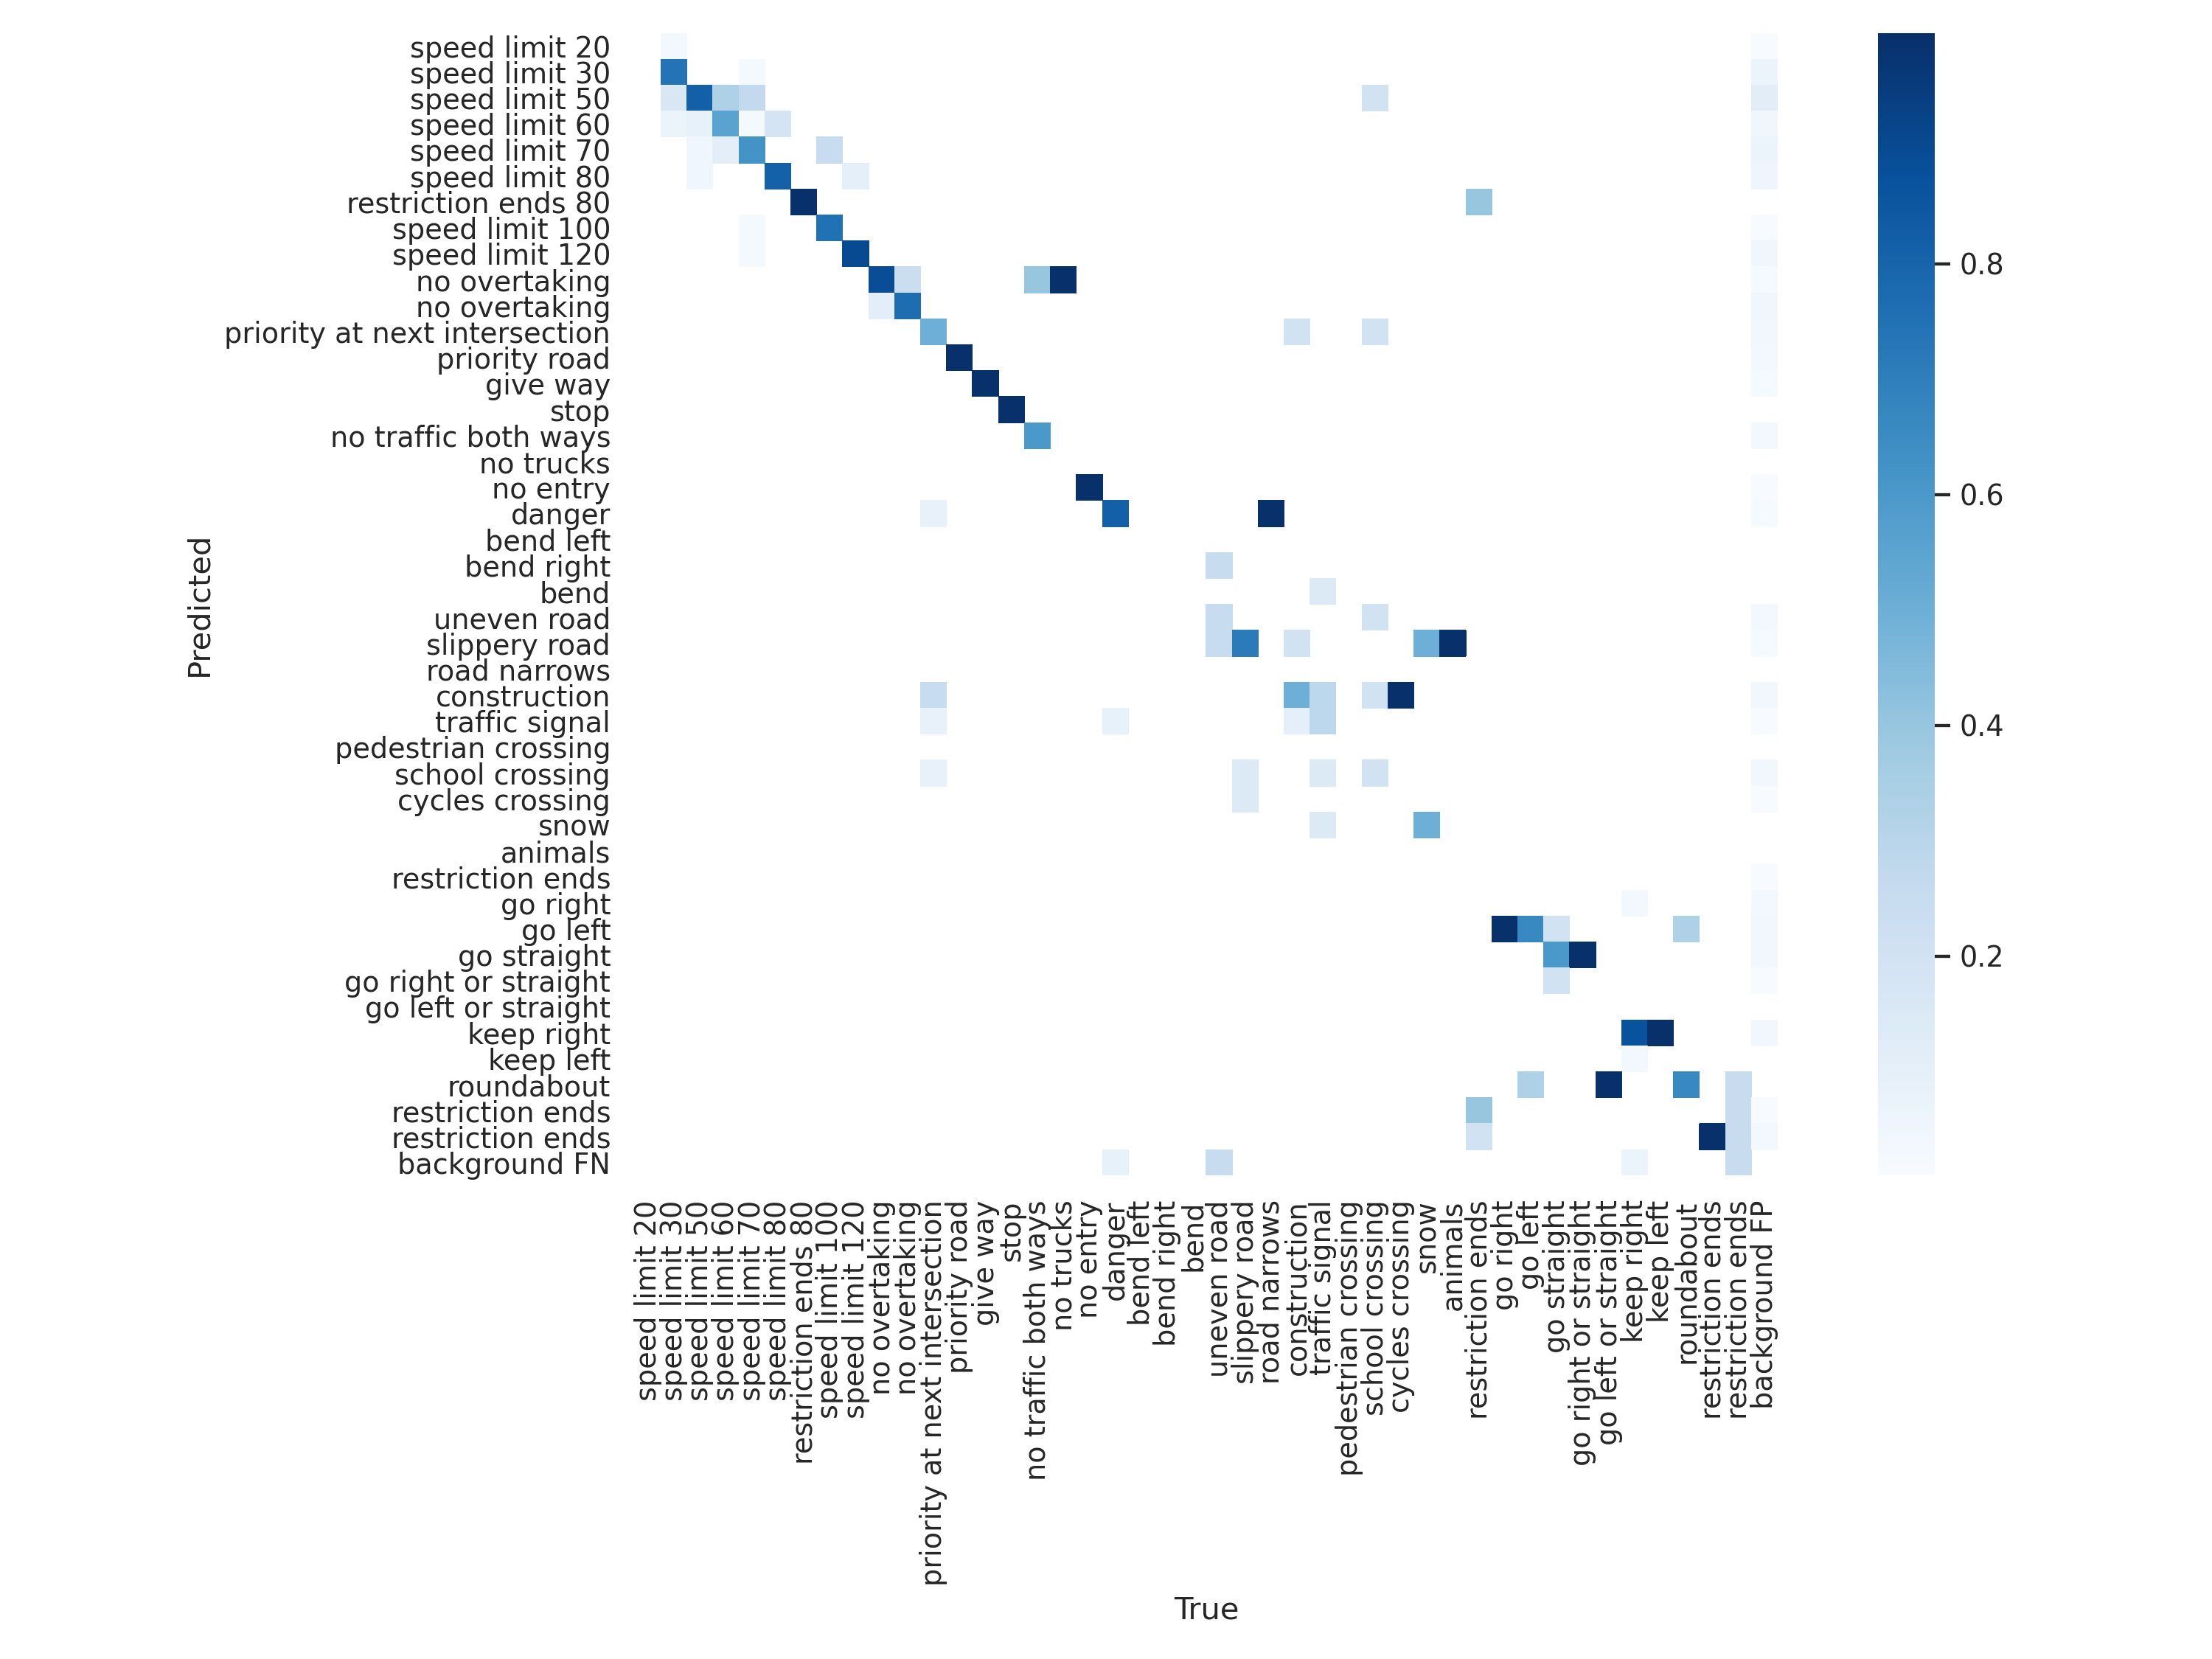 speed limit 20
speed limit 30
speed limit 50
speed limit 60
speed limit 70
speed limit 80
restriction ends 80
speed limit 100
speed limit 120
no overtaking
no overtaking
priority at next intersection
priority road
give way
stop
no traffic both ways
no trucks
no entry
danger
bend left
bend right
bend
uneven road
slippery road
road narrows
construction
traffic signal
pedestrian crossing
school crossing
cycles crossing
snow
animals
restriction ends
go right
go left
go straight
go right or straight
go left or straight
keep right
keep left
roundabout
restriction ends
restriction ends
background FN
Predicted
speed limit 20
speed limit 30
speed limit 50
speed limit 60
speed limit 70
speed limit 80
restriction ends 80
speed limit 100
speed limit 120
no overtaking
no overtaking
priority at next intersection
priority road
give way
stop
no traffic both ways
no trucks
no entry
danger
bend left
bend right
bend
uneven road
slippery road
road narrows
construction
traffic signal
pedestrian crossing
school crossing
cycles crossing
snow
animals
restriction ends
go right
go left
go straight
go right or straight
go left or straight
keep right
keep left
roundabout
restriction ends
restriction ends
background FP
True
0.8
0.6
0.4
0.2